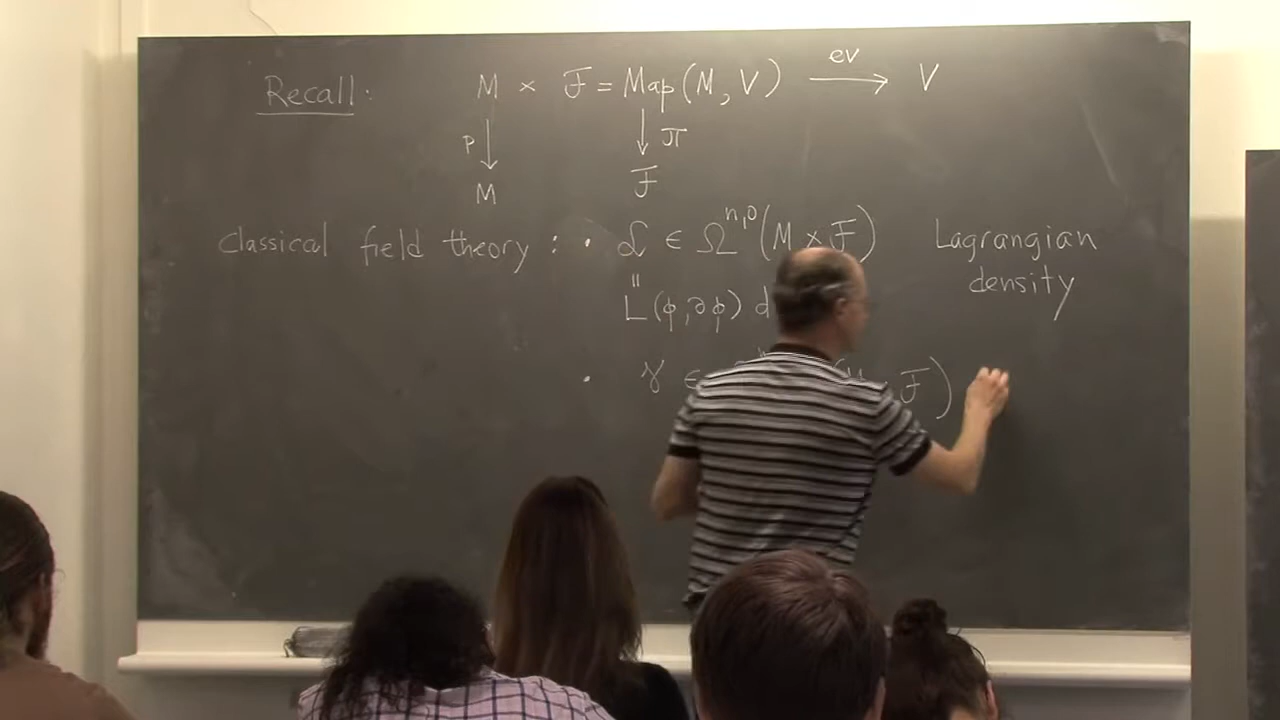 Recall: M × F = Map(M, V) ev→ V
p↓ ↓π
M F
Classical field theory: • ℒ ∈ Ω^{n,0}(M × F) Lagrangian
density
" L(φ, ∂φ) d
• γ ∈ F)